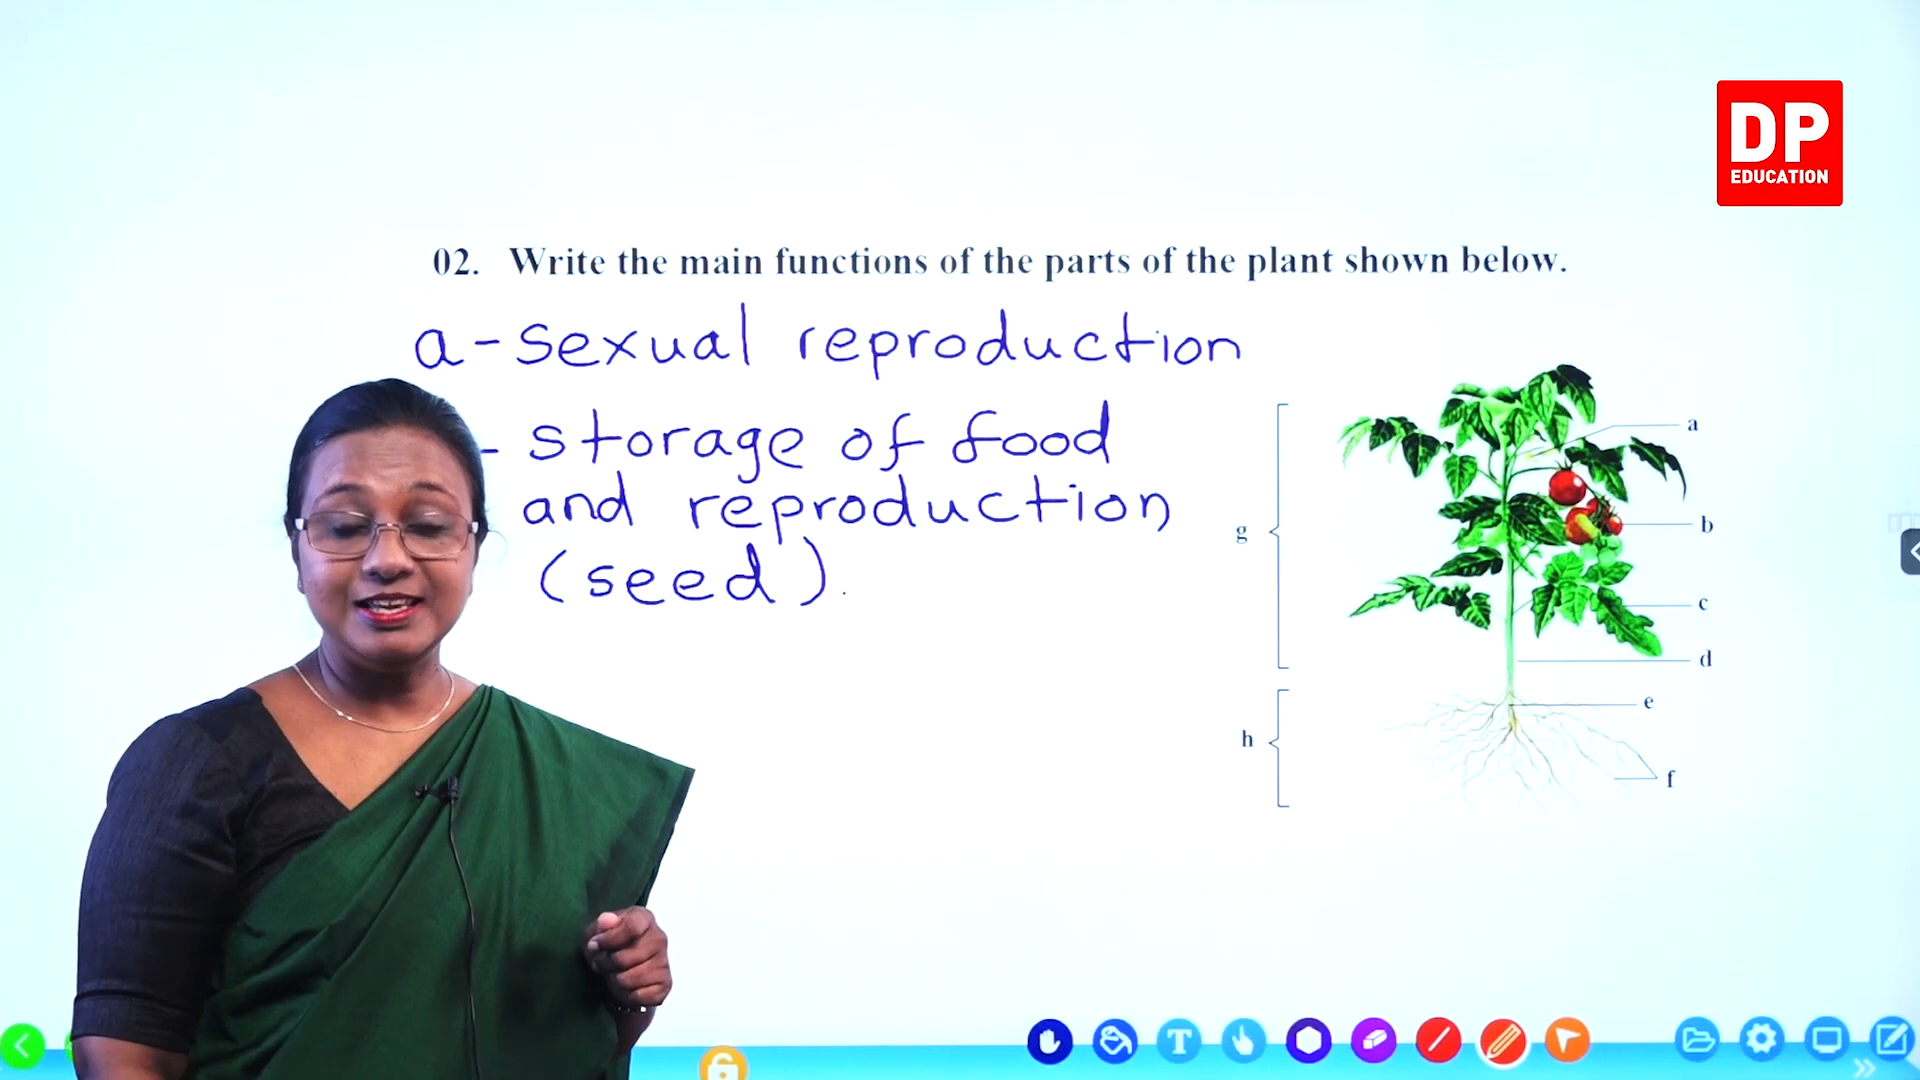 DP
EDUCATION
02. Write the main functions of the parts of the plant shown below.
a - sexual reproduction
- storage of food
and reproduction
(seed).
a
b
c
d
e
f
g
h
T